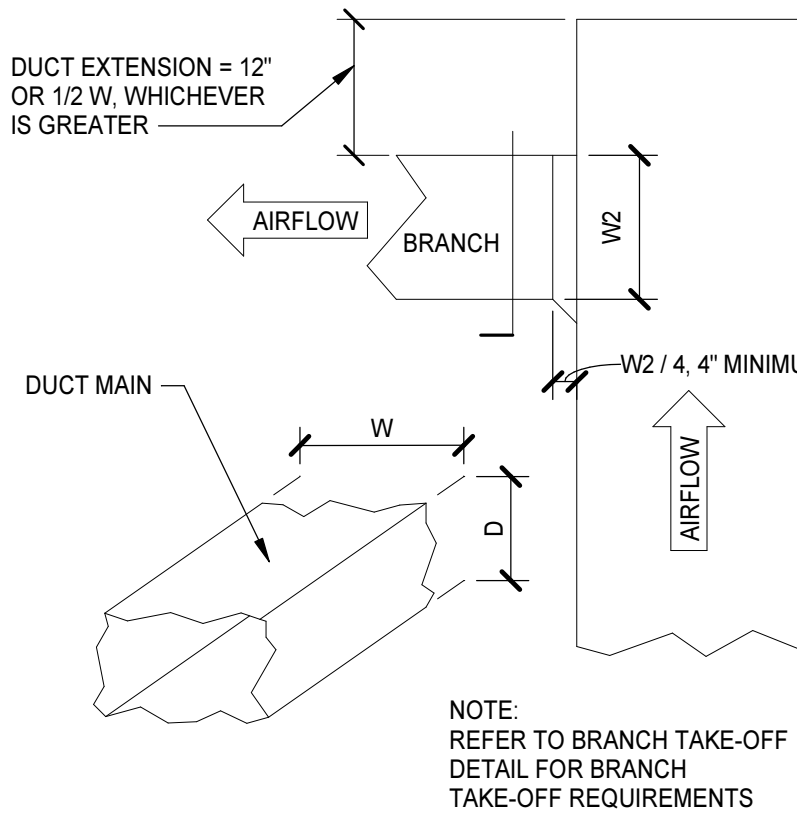 DUCT EXTENSION = 12"
OR 1/2 W, WHICHEVER
IS GREATER
AIRFLOW
BRANCH
W2
W2 / 4, 4" MINIMU
DUCT MAIN
W
D
AIRFLOW
NOTE:
REFER TO BRANCH TAKE-OFF
DETAIL FOR BRANCH
TAKE-OFF REQUIREMENTS